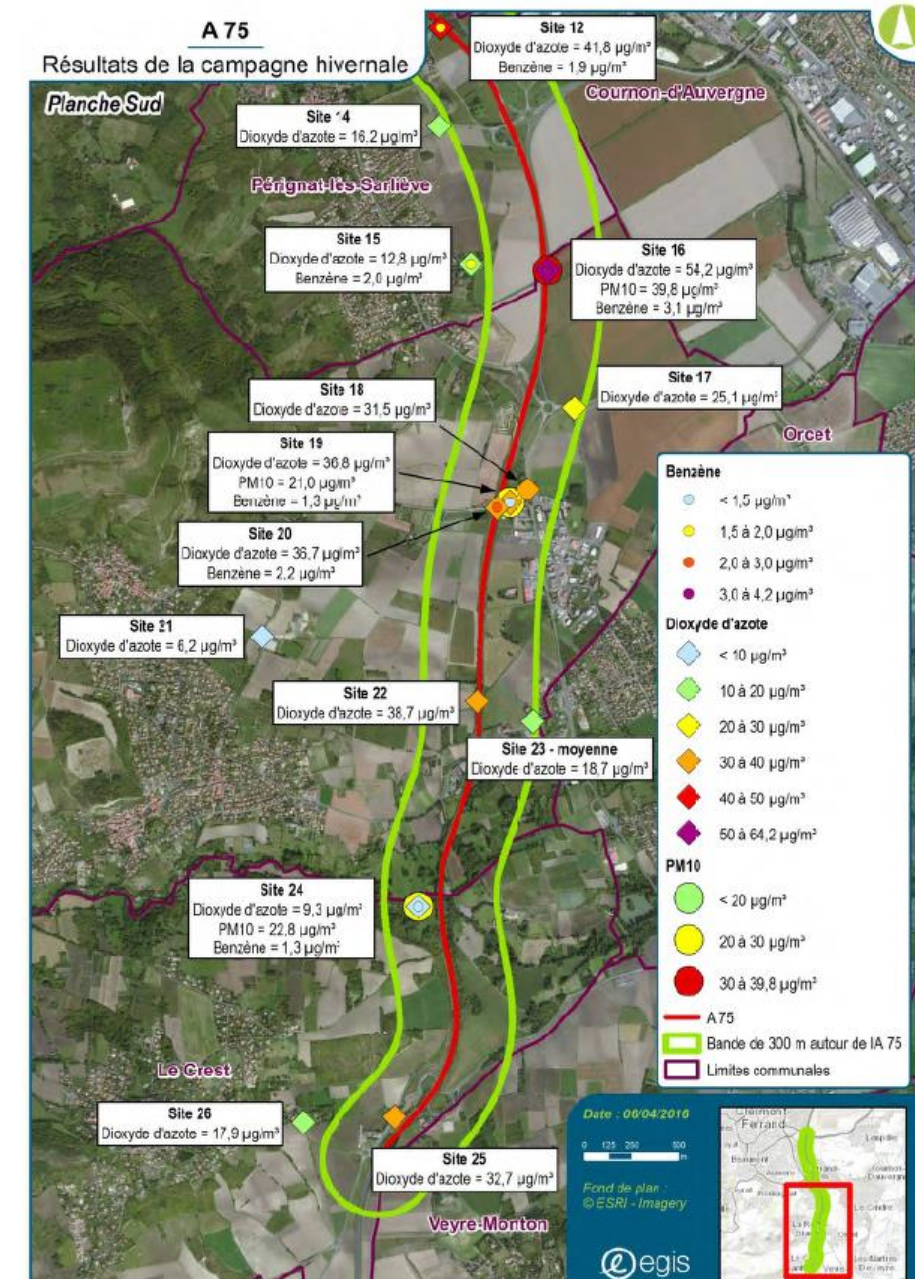 A 75
Résultats de la campagne hivernale
Planche Sud
Site 12
Dioxyde d'azote = 41,8 µg/m³
Benzène = 1,9 µg/m³
Cournon-d'Auvergne
Site 14
Dioxyde d'azote = 16,2 µg/m³
Pérignat-lès-Sarliève
Site 15
Dioxyde d'azote = 12,8 µg/m³
Benzène = 2,0 µg/m³
Site 16
Dioxyde d'azote = 54,2 µg/m³
PM10 = 39,8 µg/m³
Benzène = 3,1 µg/m³
Site 17
Dioxyde d'azote = 25,1 µg/m³
Site 18
Dioxyde d'azote = 31,5 µg/m³
Orcet
Site 19
Dioxyde d'azote = 36,8 µg/m³
PM10 = 21,0 µg/m³
Benzène = 1,3 µg/m³
Site 20
Dioxyde d'azote = 36,7 µg/m³
Benzène = 2,2 µg/m³
Site 21
Dioxyde d'azote = 6,2 µg/m³
Site 22
Dioxyde d'azote = 38,7 µg/m³
Site 23 - moyenne
Dioxyde d'azote = 18,7 µg/m³
Site 24
Dioxyde d'azote = 9,3 µg/m³
PM10 = 22,8 µg/m³
Benzène = 1,3 µg/m³
Le Crest
Site 26
Dioxyde d'azote = 17,9 µg/m³
Site 25
Dioxyde d'azote = 32,7 µg/m³
Veyre-Monton
Benzène
< 1,5 µg/m³
1,5 à 2,0 µg/m³
2,0 à 3,0 µg/m³
3,0 à 4,2 µg/m³
Dioxyde d'azote
< 10 µg/m³
10 à 20 µg/m³
20 à 30 µg/m³
30 à 40 µg/m³
40 à 50 µg/m³
50 à 64,2 µg/m³
PM10
< 20 µg/m³
20 à 30 µg/m³
30 à 39,8 µg/m³
A 75
Bande de 300 m autour de lA 75
Limites communales
Date : 06/04/2016
0 125 250 500
m
Fond de plan :
© ESRI - Imagery
egis
Clermont
Ferrand
Lempdes
Beaumont
Le Cendre